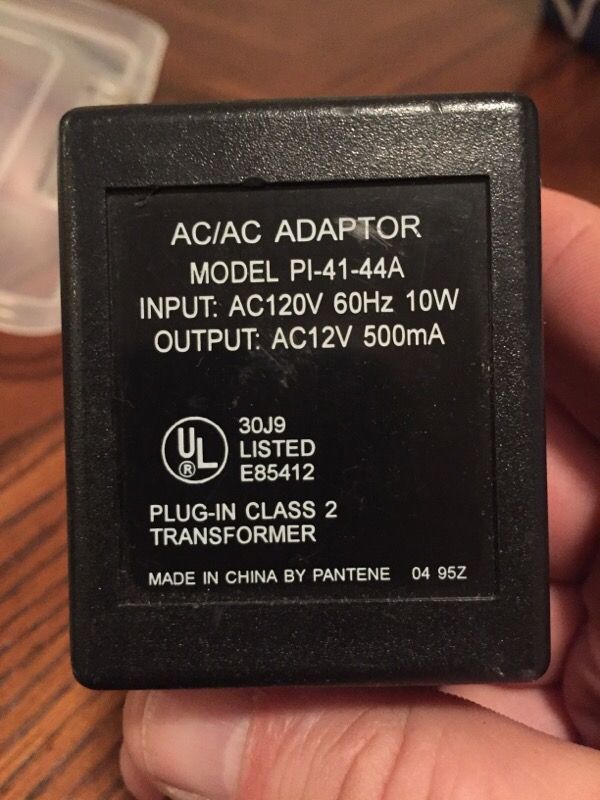 AC/AC ADAPTOR
MODEL PI-41-44A
INPUT: AC120V 60Hz 10W
OUTPUT: AC12V 500mA
UL ®
30J9
LISTED
E85412
PLUG-IN CLASS 2
TRANSFORMER
MADE IN CHINA BY PANTENE 04 95Z